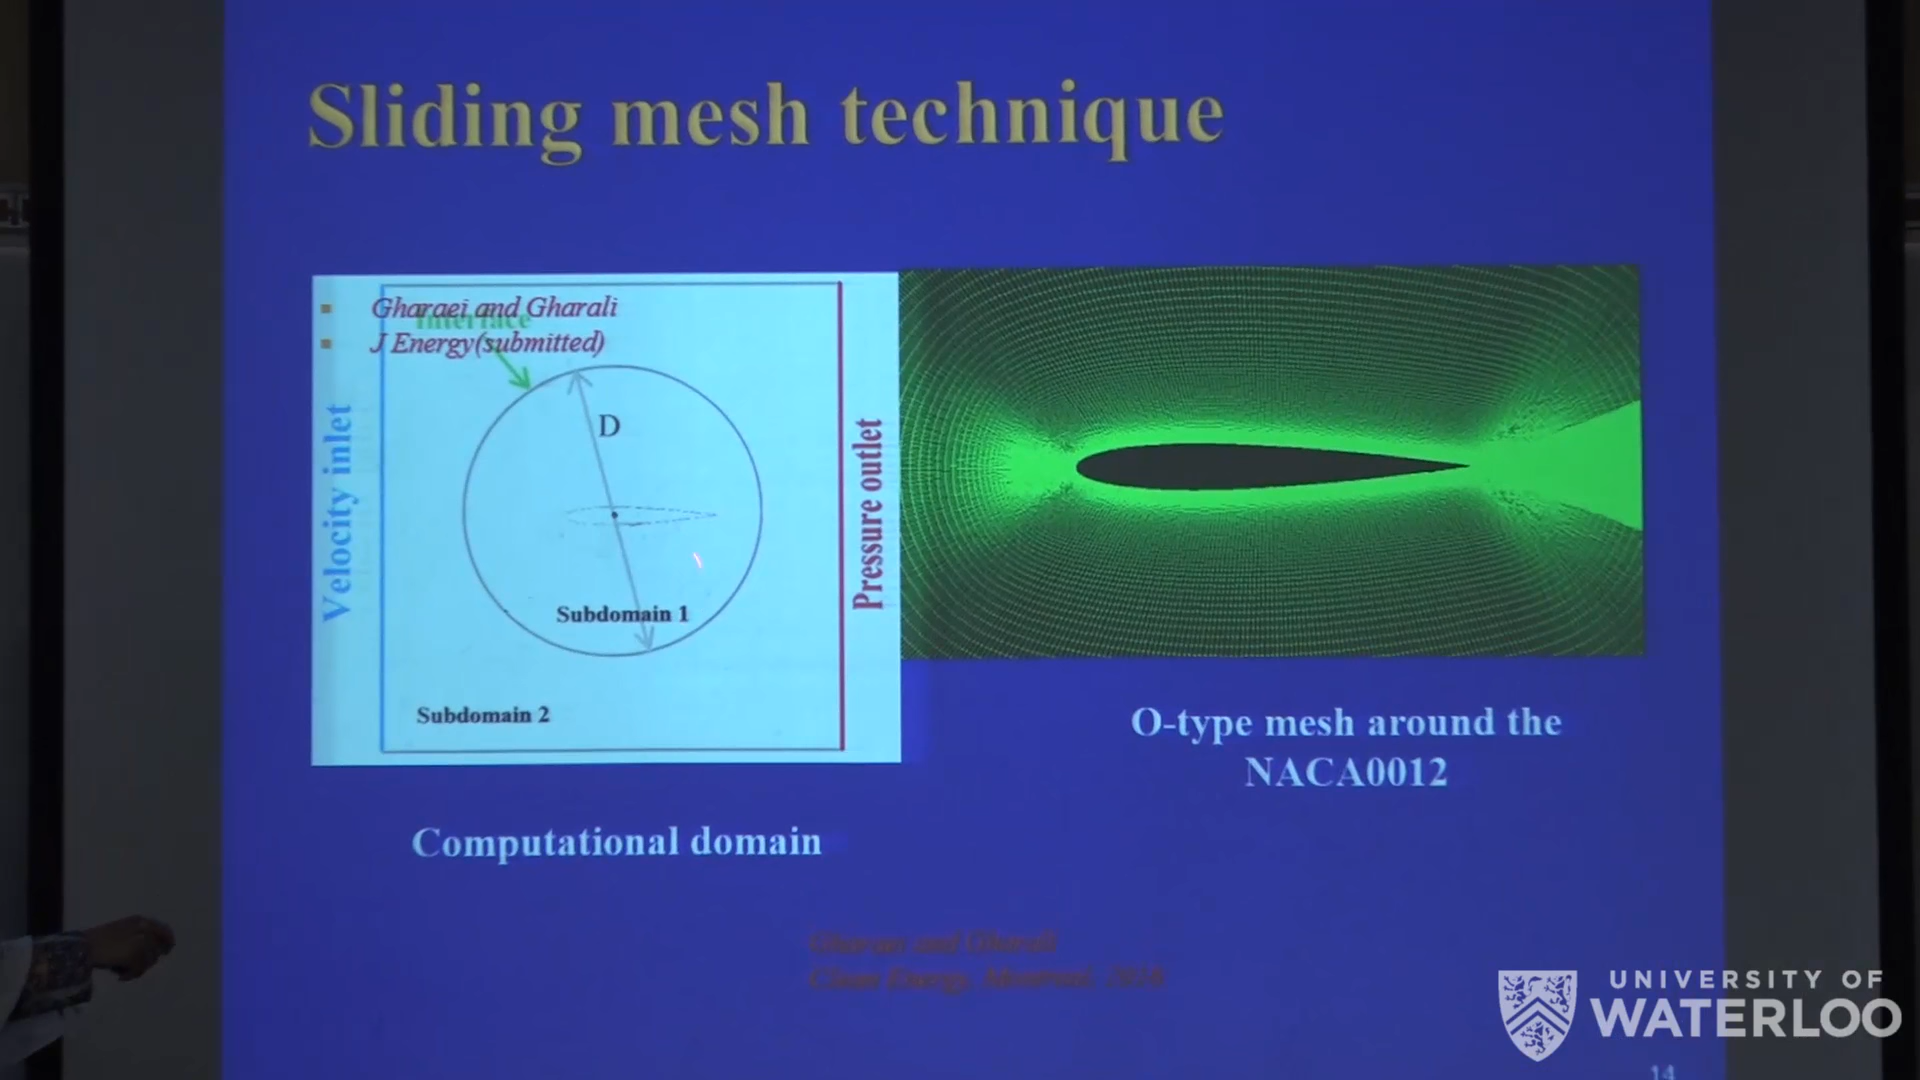 Sliding mesh technique
Gharaei and Gharali
Interface
J Energy(submitted)
D
Velocity inlet
Pressure outlet
Subdomain 1
Subdomain 2
O-type mesh around the
NACA0012
Computational domain
Gharaei and Gharali
Clean Energy, Montreal,
UNIVERSITY OF
WATERLOO
14